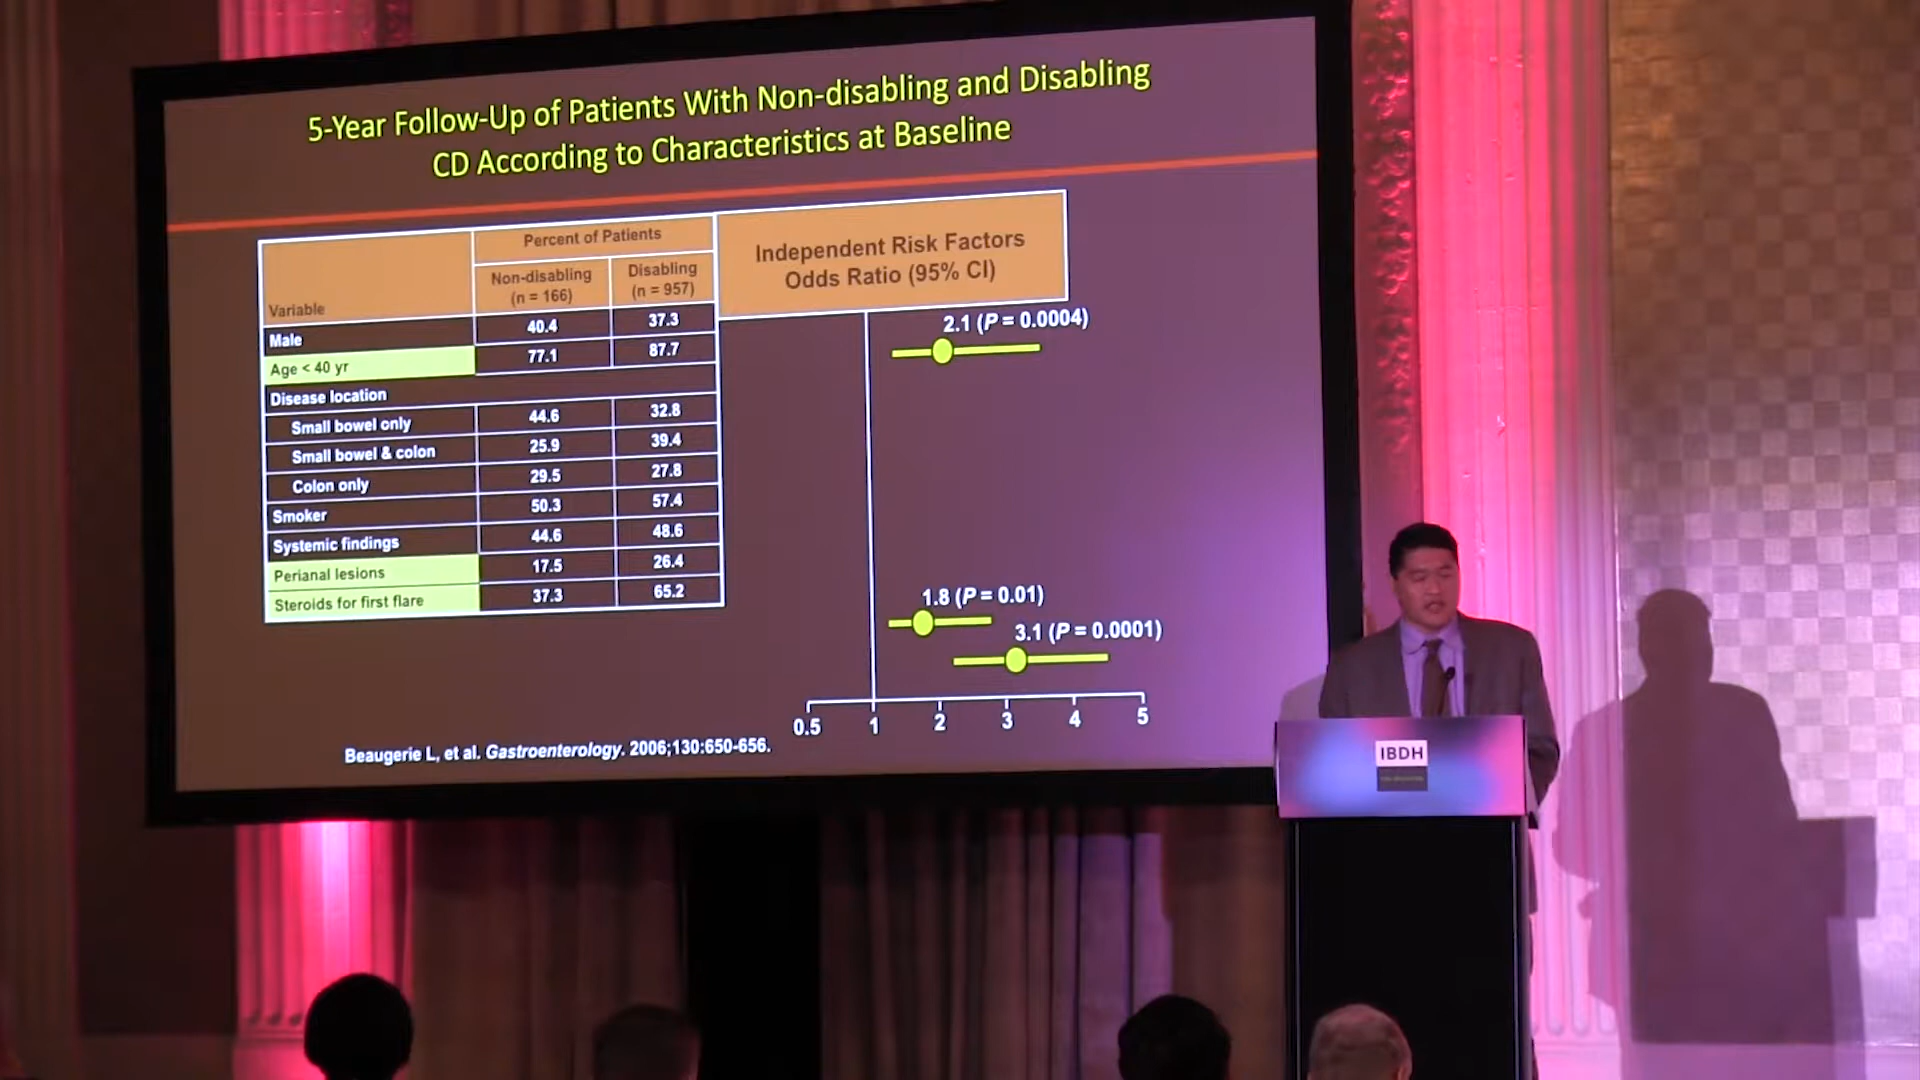 5-Year Follow-Up of Patients With Non-disabling and Disabling
CD According to Characteristics at Baseline
Variable
Percent of Patients
Non-disabling
(n = 166)
Disabling
(n = 957)
Independent Risk Factors
Odds Ratio (95% CI)
Male 40.4 37.3
Age < 40 yr 77.1 87.7
Disease location
Small bowel only 44.6 32.8
Small bowel & colon 25.9 39.4
Colon only 29.5 27.8
Smoker 50.3 57.4
Systemic findings 44.6 48.6
Perianal lesions 17.5 26.4
Steroids for first flare 37.3 65.2
2.1 (P = 0.0004)
1.8 (P = 0.01)
3.1 (P = 0.0001)
0.5 1 2 3 4 5
Beaugerie L, et al. Gastroenterology. 2006;130:650-656.
IBDH